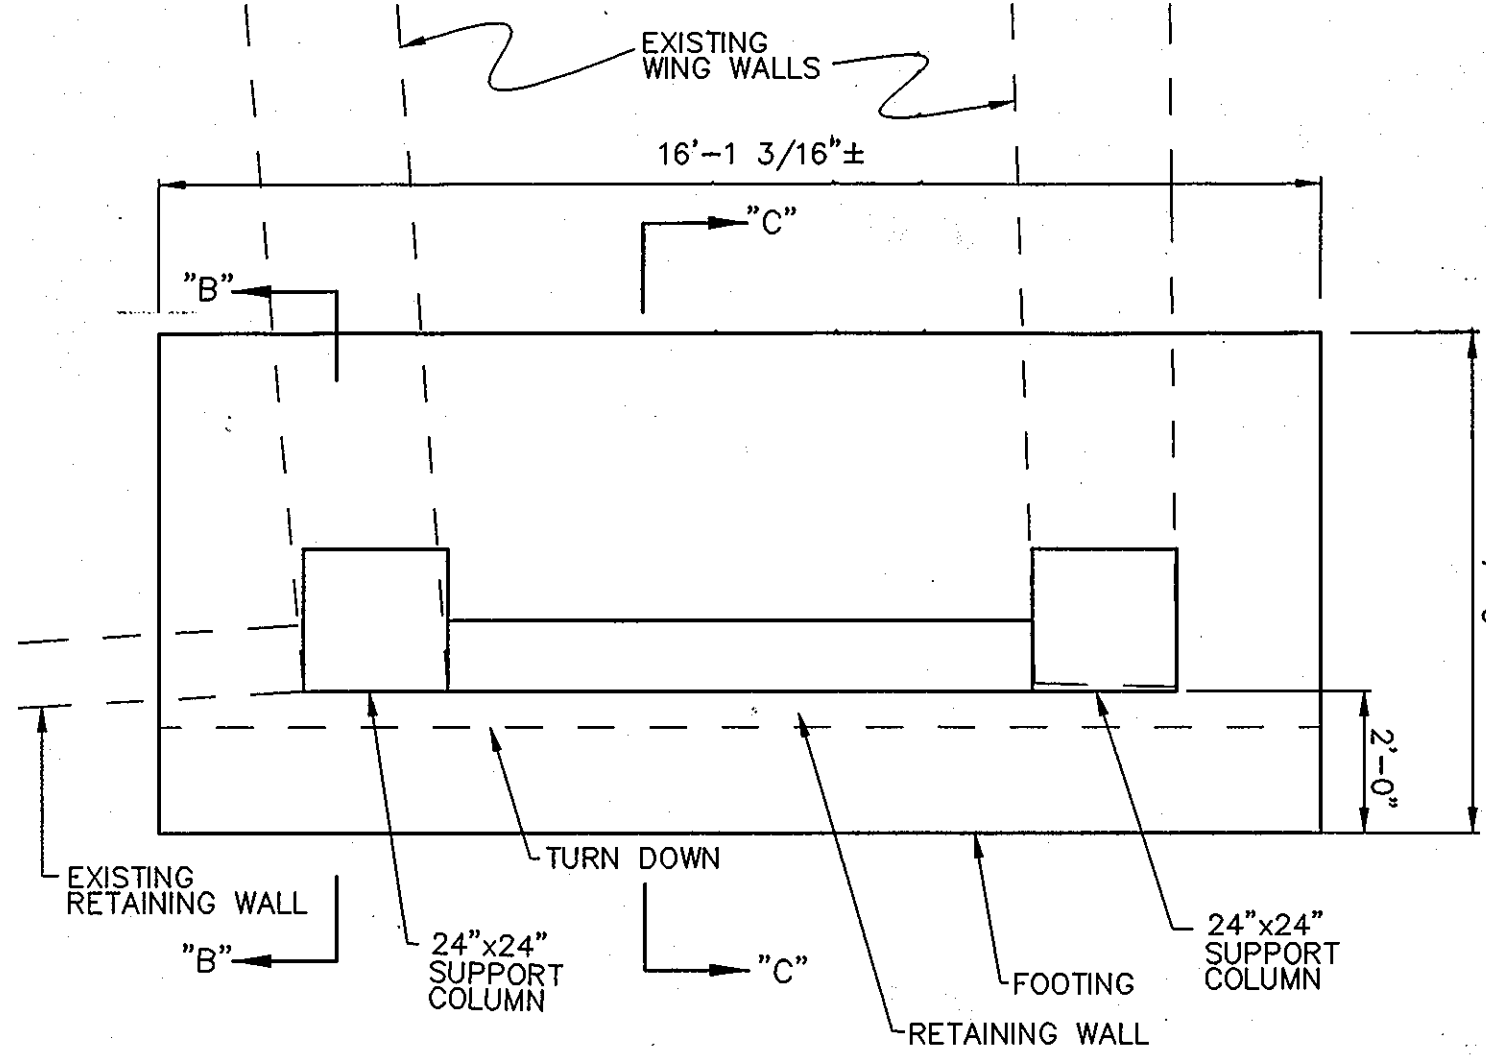 EXISTING
WING WALLS
16'-1 3/16"±
"C"
"B"
2'-0"
TURN DOWN
EXISTING
RETAINING WALL
"B"
24"x24"
SUPPORT
COLUMN
"C"
24"x24"
SUPPORT
COLUMN
FOOTING
RETAINING WALL